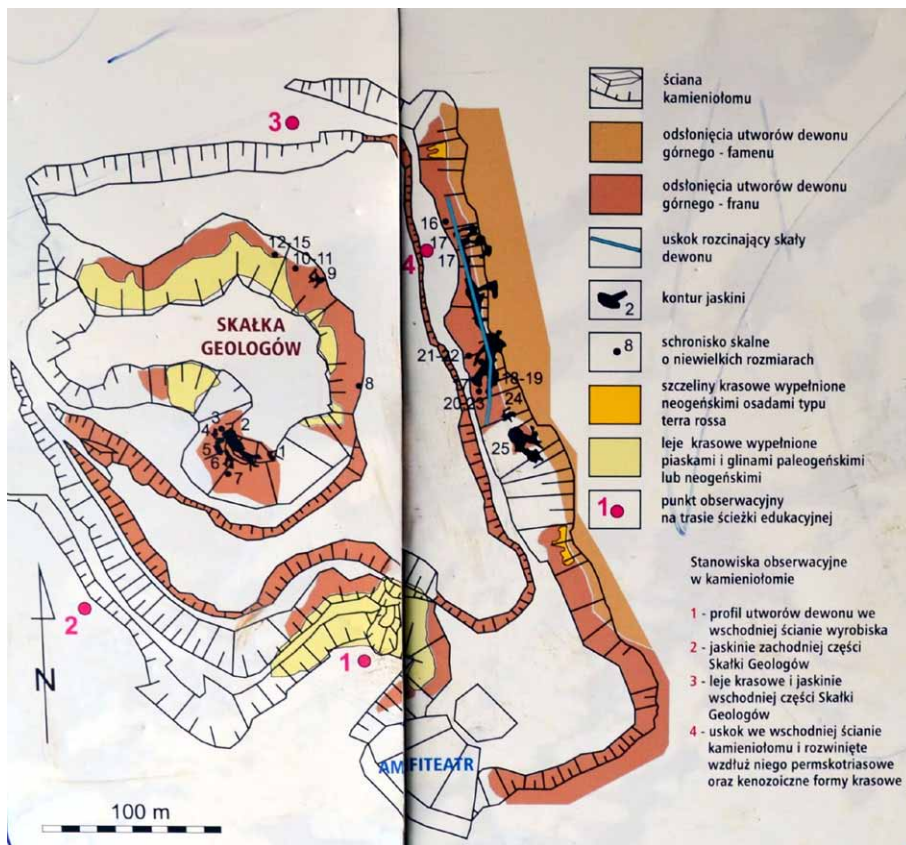 3
12-15
10-11
9
SKAŁKA
GEOLOGÓW
8
3
2
4
5
6
7
1
2
1
N
100 m
AMFITEATR
16
17
4
17
21-22
18-19
20-23
24
25
ściana
kamieniołomu
odsłonięcia utworów dewonu
górnego - famenu
odsłonięcia utworów dewonu
górnego - franu
uskok rozcinający skały
dewonu
2
kontur jaskini
8
schronisko skalne
o niewielkich rozmiarach
szczeliny krasowe wypełnione
neogeńskimi osadami typu
terra rossa
leje krasowe wypełnione
piaskami i glinami paleogeńskimi
lub neogeńskimi
1
punkt obserwacyjny
na trasie ścieżki edukacyjnej
Stanowiska obserwacyjne
w kamieniołomie
1 - profil utworów dewonu we
wschodniej ścianie wyrobiska
2 - jaskinie zachodniej części
Skałki Geologów
3 - leje krasowe i jaskinie
wschodniej części Skałki
Geologów
4 - uskok we wschodniej ścianie
kamieniołomu i rozwinięte
wzdłuż niego permskotriasowe
oraz kenozoiczne formy krasowe